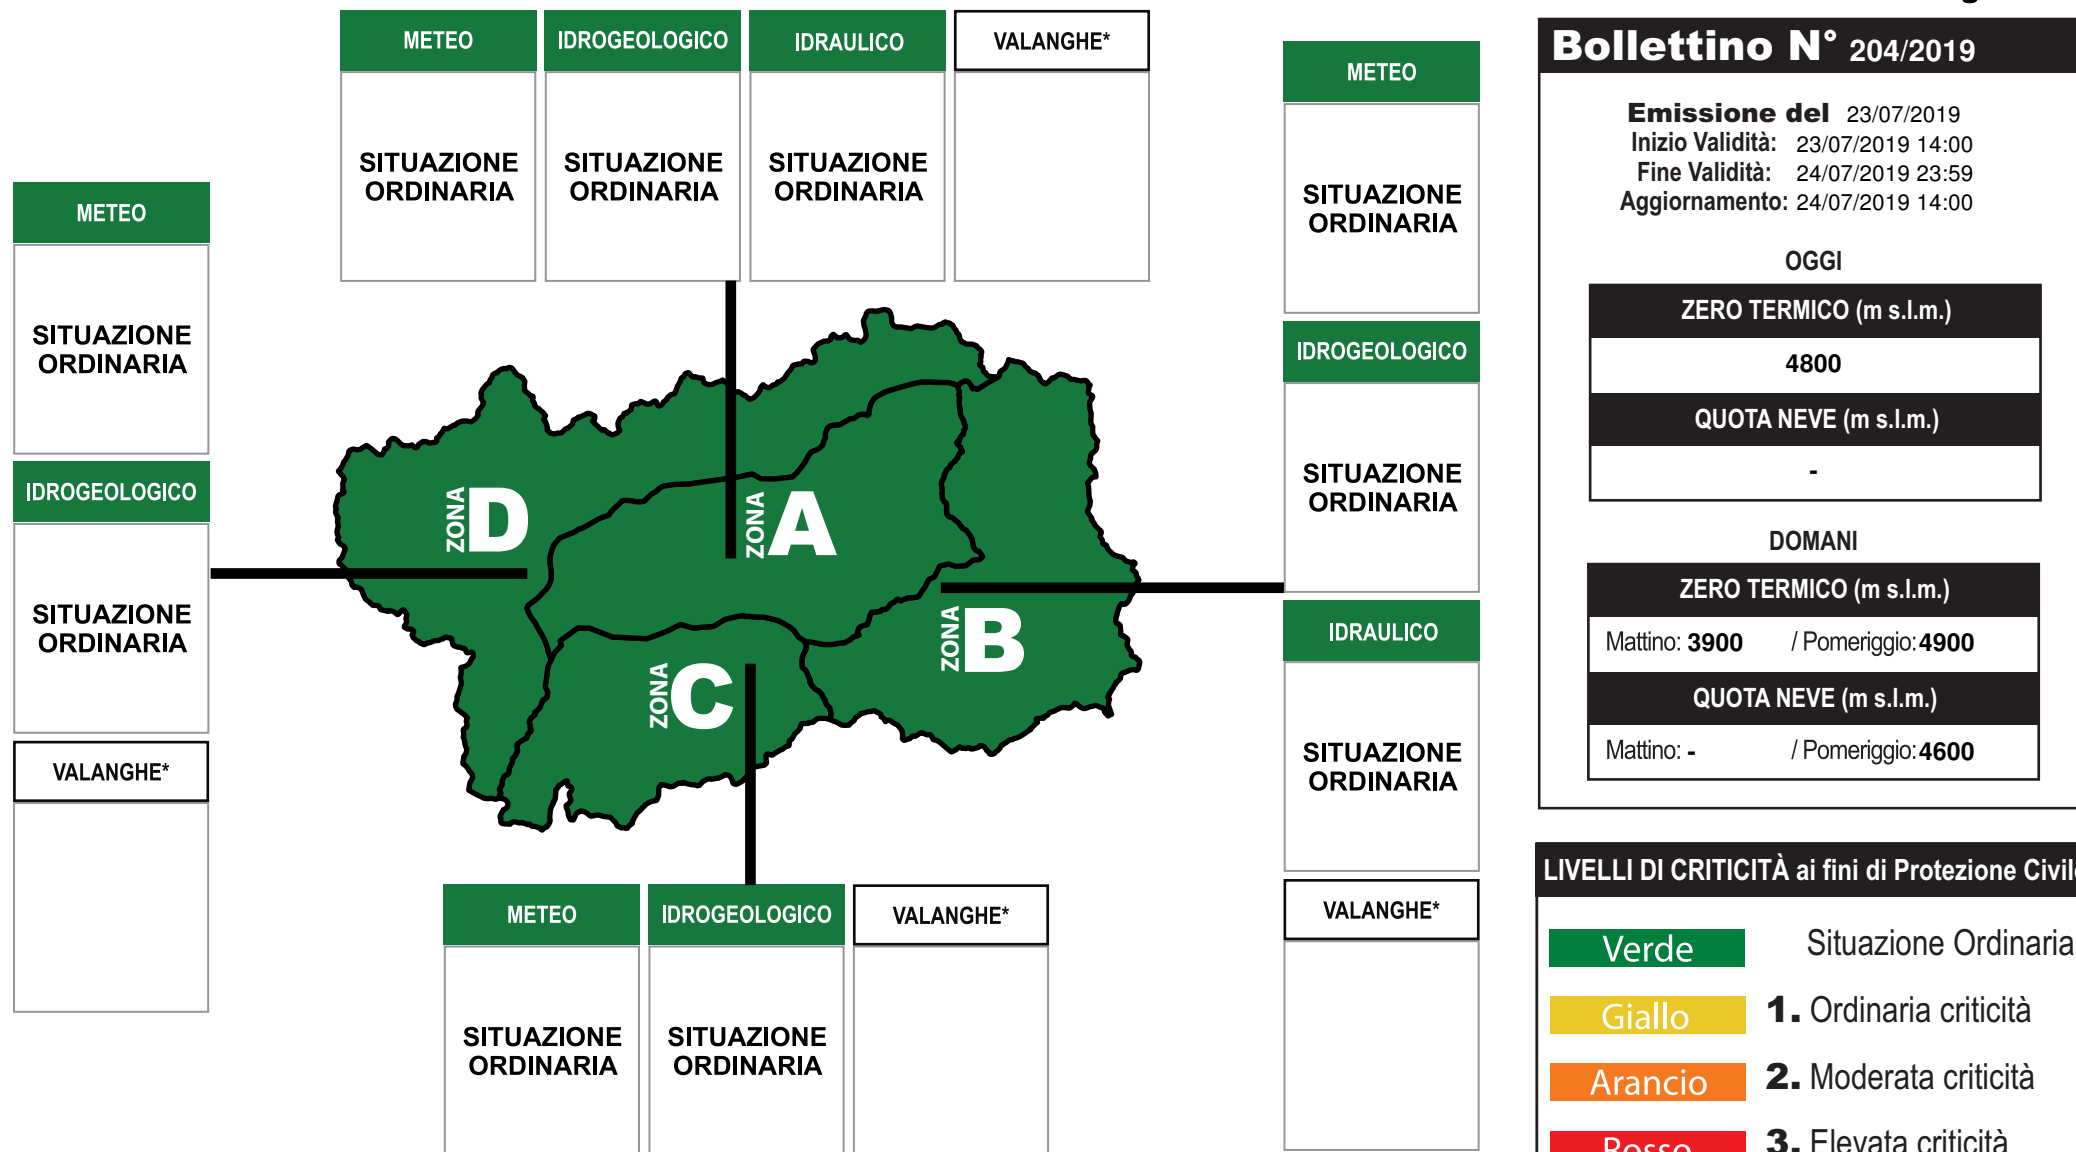 METEO
IDROGEOLOGICO
IDRAULICO
VALANGHE*
SITUAZIONE
ORDINARIA
SITUAZIONE
ORDINARIA
SITUAZIONE
ORDINARIA
METEO
SITUAZIONE
ORDINARIA
IDROGEOLOGICO
SITUAZIONE
ORDINARIA
VALANGHE*
ZONA D
ZONA A
ZONA B
ZONA C
METEO
SITUAZIONE
ORDINARIA
IDROGEOLOGICO
SITUAZIONE
ORDINARIA
IDRAULICO
SITUAZIONE
ORDINARIA
VALANGHE*
METEO
IDROGEOLOGICO
VALANGHE*
SITUAZIONE
ORDINARIA
SITUAZIONE
ORDINARIA
Bollettino N° 204/2019
Emissione del 23/07/2019
Inizio Validità: 23/07/2019 14:00
Fine Validità: 24/07/2019 23:59
Aggiornamento: 24/07/2019 14:00
OGGI
ZERO TERMICO (m s.l.m.)
4800
QUOTA NEVE (m s.l.m.)
-
DOMANI
ZERO TERMICO (m s.l.m.)
Mattino: 3900 / Pomeriggio: 4900
QUOTA NEVE (m s.l.m.)
Mattino: - / Pomeriggio: 4600
LIVELLI DI CRITICITÀ ai fini di Protezione Civile
Verde Situazione Ordinaria
Giallo 1. Ordinaria criticità
Arancio 2. Moderata criticità
Rosso 3. Elevata criticità